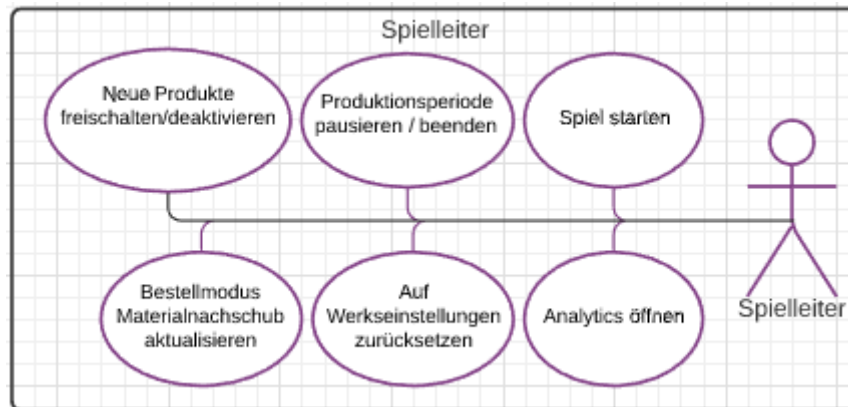 Spielleiter
Neue Produkte
freischalten/deaktivieren
Produktionsperiode
pausieren / beenden
Spiel starten
Bestellmodus
Materialnachschub
aktualisieren
Auf
Werkseinstellungen
zurücksetzen
Analytics öffnen
Spielleiter